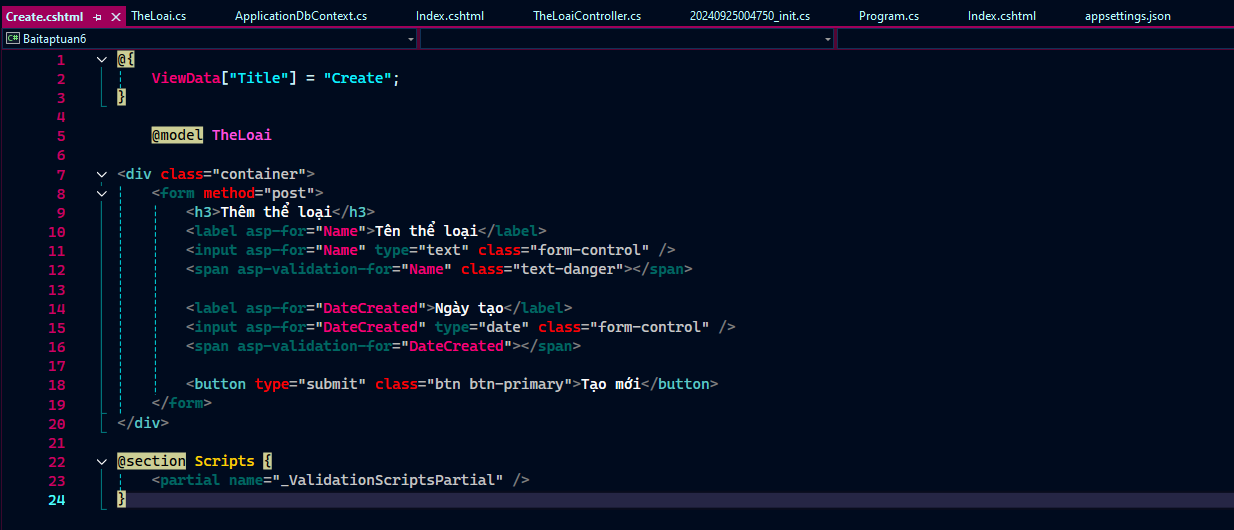 Create.cshtml TheLoai.cs ApplicationDbContext.cs Index.cshtml TheLoaiController.cs 20240925004750_init.cs Program.cs Index.cshtml appsettings.json
C# Baitaptuan6
1 @{
2 ViewData["Title"] = "Create";
3 }
4
5 @model TheLoai
6
7 <div class="container">
8 <form method="post">
9 <h3>Thêm thể loại</h3>
10 <label asp-for="Name">Tên thể loại</label>
11 <input asp-for="Name" type="text" class="form-control" />
12 <span asp-validation-for="Name" class="text-danger"></span>
13
14 <label asp-for="DateCreated">Ngày tạo</label>
15 <input asp-for="DateCreated" type="date" class="form-control" />
16 <span asp-validation-for="DateCreated"></span>
17
18 <button type="submit" class="btn btn-primary">Tạo mới</button>
19 </form>
20 </div>
21
22 @section Scripts {
23 <partial name="_ValidationScriptsPartial" />
24 }